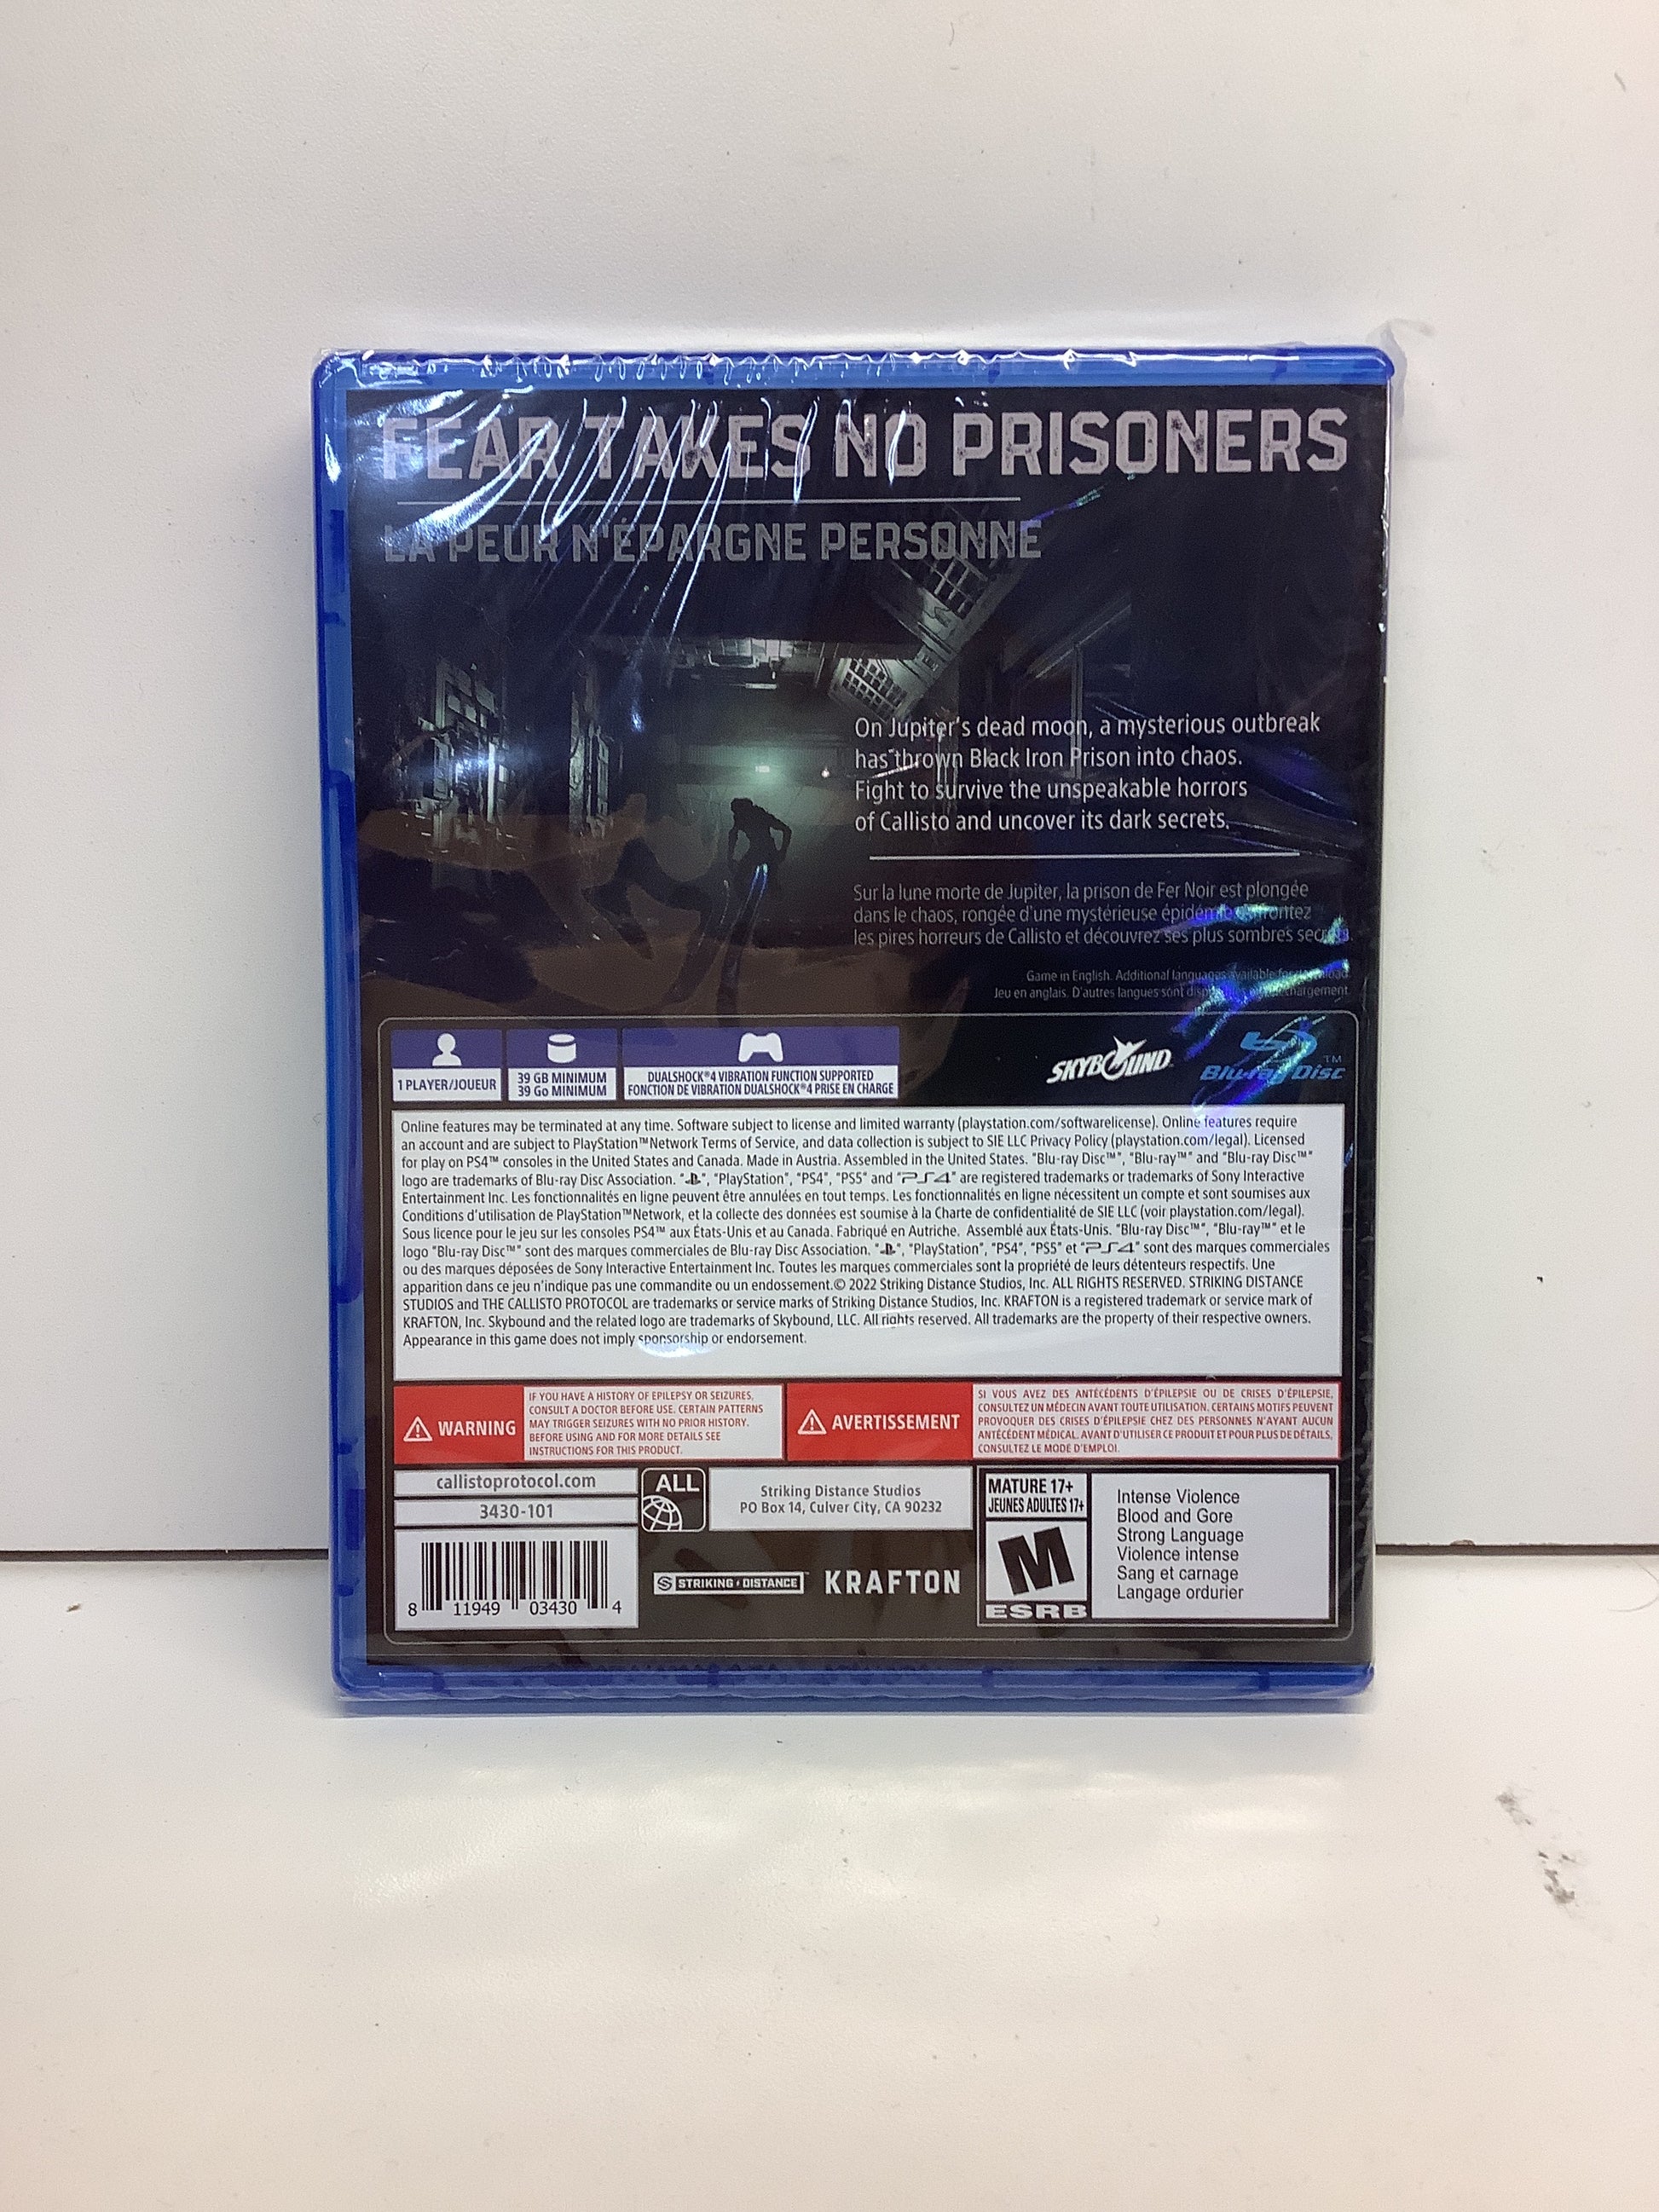 FEAR TAKES NO PRISONERS
LA PEUR N'ÉPARGNE PERSONNE
On Jupiter's dead moon, a mysterious outbreak
has thrown Black Iron Prison into chaos.
Fight to survive the unspeakable horrors
of Callisto and uncover its dark secrets.
Sur la lune morte de Jupiter, la prison de Fer Noir est plongée
dans le chaos, rongée d'une mystérieuse épidémie. Affrontez
les pires horreurs de Callisto et découvrez ses plus sombres secrets.
Game in English. Additional languages available for download.
Jeu en anglais. D'autres langues sont téléchargement.
1 PLAYER/JOUEUR
39 GB MINIMUM
39 Go MINIMUM
DUALSHOCK®4 VIBRATION FUNCTION SUPPORTED
FONCTION DE VIBRATION DUALSHOCK®4 PRISE EN CHARGE
SKYBOUND
Blu-ray Disc™
Online features may be terminated at any time. Software subject to license and limited warranty (playstation.com/softwarelicense). Online features require
an account and are subject to PlayStation™Network Terms of Service, and data collection is subject to SIE LLC Privacy Policy (playstation.com/legal). Licensed
for play on PS4™ consoles in the United States and Canada. Made in Austria. Assembled in the United States. "Blu-ray Disc™", "Blu-ray™" and "Blu-ray Disc™"
logo are trademarks of Blu-ray Disc Association. "PS", "PlayStation", "PS4", "PS5" and "PS4" are registered trademarks or trademarks of Sony Interactive
Entertainment Inc. Les fonctionnalités en ligne peuvent être annulées en tout temps. Les fonctionnalités en ligne nécessitent un compte et sont soumises aux
Conditions d'utilisation de PlayStation™Network, et la collecte des données est soumise à la Charte de confidentialité de SIE LLC (voir playstation.com/legal).
Sous licence pour le jeu sur les consoles PS4™ aux États-Unis et au Canada. Fabriqué en Autriche. Assemblé aux États-Unis. "Blu-ray Disc™", "Blu-ray™" et le
logo "Blu-ray Disc™" sont des marques commerciales de Blu-ray Disc Association. "PS", "PlayStation", "PS4", "PS5" et "PS4" sont des marques commerciales
ou des marques déposées de Sony Interactive Entertainment Inc. Toutes les marques commerciales sont la propriété de leurs détenteurs respectifs. Une
apparition dans ce jeu n'indique pas une commandite ou un endossement.© 2022 Striking Distance Studios, Inc. ALL RIGHTS RESERVED. STRIKING DISTANCE
STUDIOS and THE CALLISTO PROTOCOL are trademarks or service marks of Striking Distance Studios, Inc. KRAFTON is a registered trademark or service mark of
KRAFTON, Inc. Skybound and the related logo are trademarks of Skybound, LLC. All rights reserved. All trademarks are the property of their respective owners.
Appearance in this game does not imply sponsorship or endorsement.
WARNING
IF YOU HAVE A HISTORY OF EPILEPSY OR SEIZURES,
CONSULT A DOCTOR BEFORE USE. CERTAIN PATTERNS
MAY TRIGGER SEIZURES WITH NO PRIOR HISTORY.
BEFORE USING AND FOR MORE DETAILS SEE
INSTRUCTIONS FOR THIS PRODUCT.
AVERTISSEMENT
SI VOUS AVEZ DES ANTÉCÉDENTS D'ÉPILEPSIE OU DE CRISES D'ÉPILEPSIE,
CONSULTEZ UN MÉDECIN AVANT TOUTE UTILISATION. CERTAINS MOTIFS PEUVENT
PROVOQUER DES CRISES D'ÉPILEPSIE CHEZ DES PERSONNES N'AYANT AUCUN
ANTÉCÉDENT MÉDICAL. AVANT D'UTILISER CE PRODUIT ET POUR PLUS DE DÉTAILS,
CONSULTEZ LE MODE D'EMPLOI.
callistoprotocol.com
3430-101
ALL
Striking Distance Studios
PO Box 14, Culver City, CA 90232
MATURE 17+
JEUNES ADULTES 17+
M
ESRB
Intense Violence
Blood and Gore
Strong Language
Violence intense
Sang et carnage
Langage ordurier
8 11949 03430 4
STRIKING DISTANCE
KRAFTON